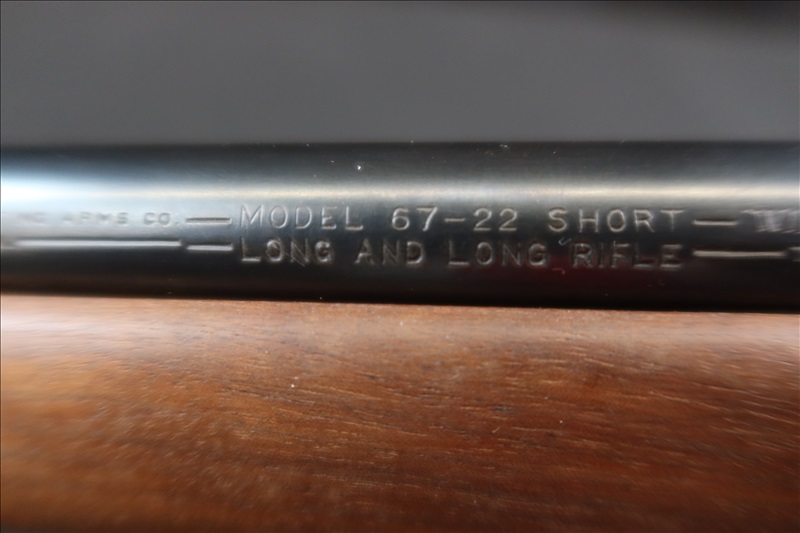 ARMS CO. — MODEL 67-22 SHORT —
LONG AND LONG RIFLE